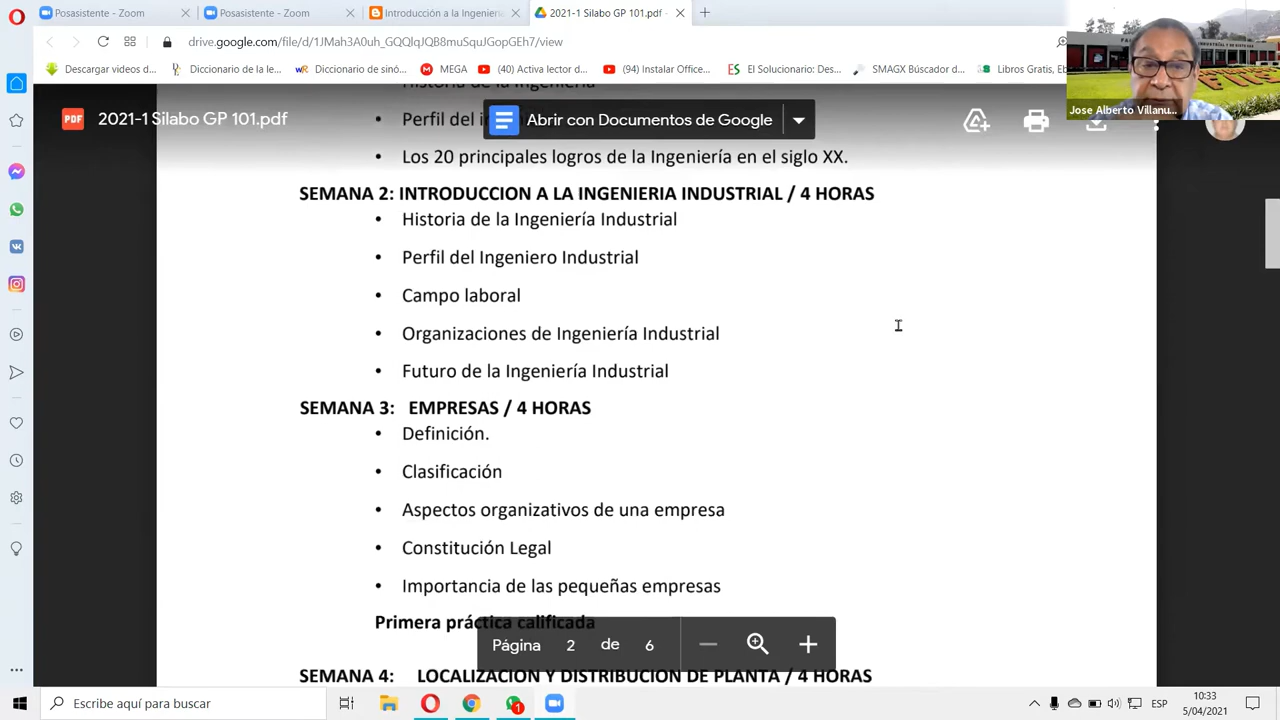 Posasistente - Zoom
Posasistente - Zoom
Introducción a la Ingeniería
2021-1 Silabo GP 101.pdf
drive.google.com/file/d/1JMah3A0uh_GQQlqJQB8muSquJGopGEh7/view
Descargar videos d...
Diccionario de la le...
Diccionario de sinó
MEGA
(40) Activa lector d...
(94) Instalar Office...
El Solucionario: Des...
SMAGX Búscador d...
Libros Gratis, Eb
Jose Alberto Villanu...
PDF
2021-1 Silabo GP 101.pdf
Abrir con Documentos de Google
Historia de la Ingeniería
• Perfil del
• Los 20 principales logros de la Ingeniería en el siglo XX.
SEMANA 2: INTRODUCCION A LA INGENIERIA INDUSTRIAL / 4 HORAS
• Historia de la Ingeniería Industrial
• Perfil del Ingeniero Industrial
• Campo laboral
• Organizaciones de Ingeniería Industrial
• Futuro de la Ingeniería Industrial
SEMANA 3: EMPRESAS / 4 HORAS
• Definición.
• Clasificación
• Aspectos organizativos de una empresa
• Constitución Legal
• Importancia de las pequeñas empresas
Primera práctica calificada
Página 2 de 6
SEMANA 4: LOCALIZACION Y DISTRIBUCION DE PLANTA / 4 HORAS
Escribe aquí para buscar
ESP
10:33
5/04/2021